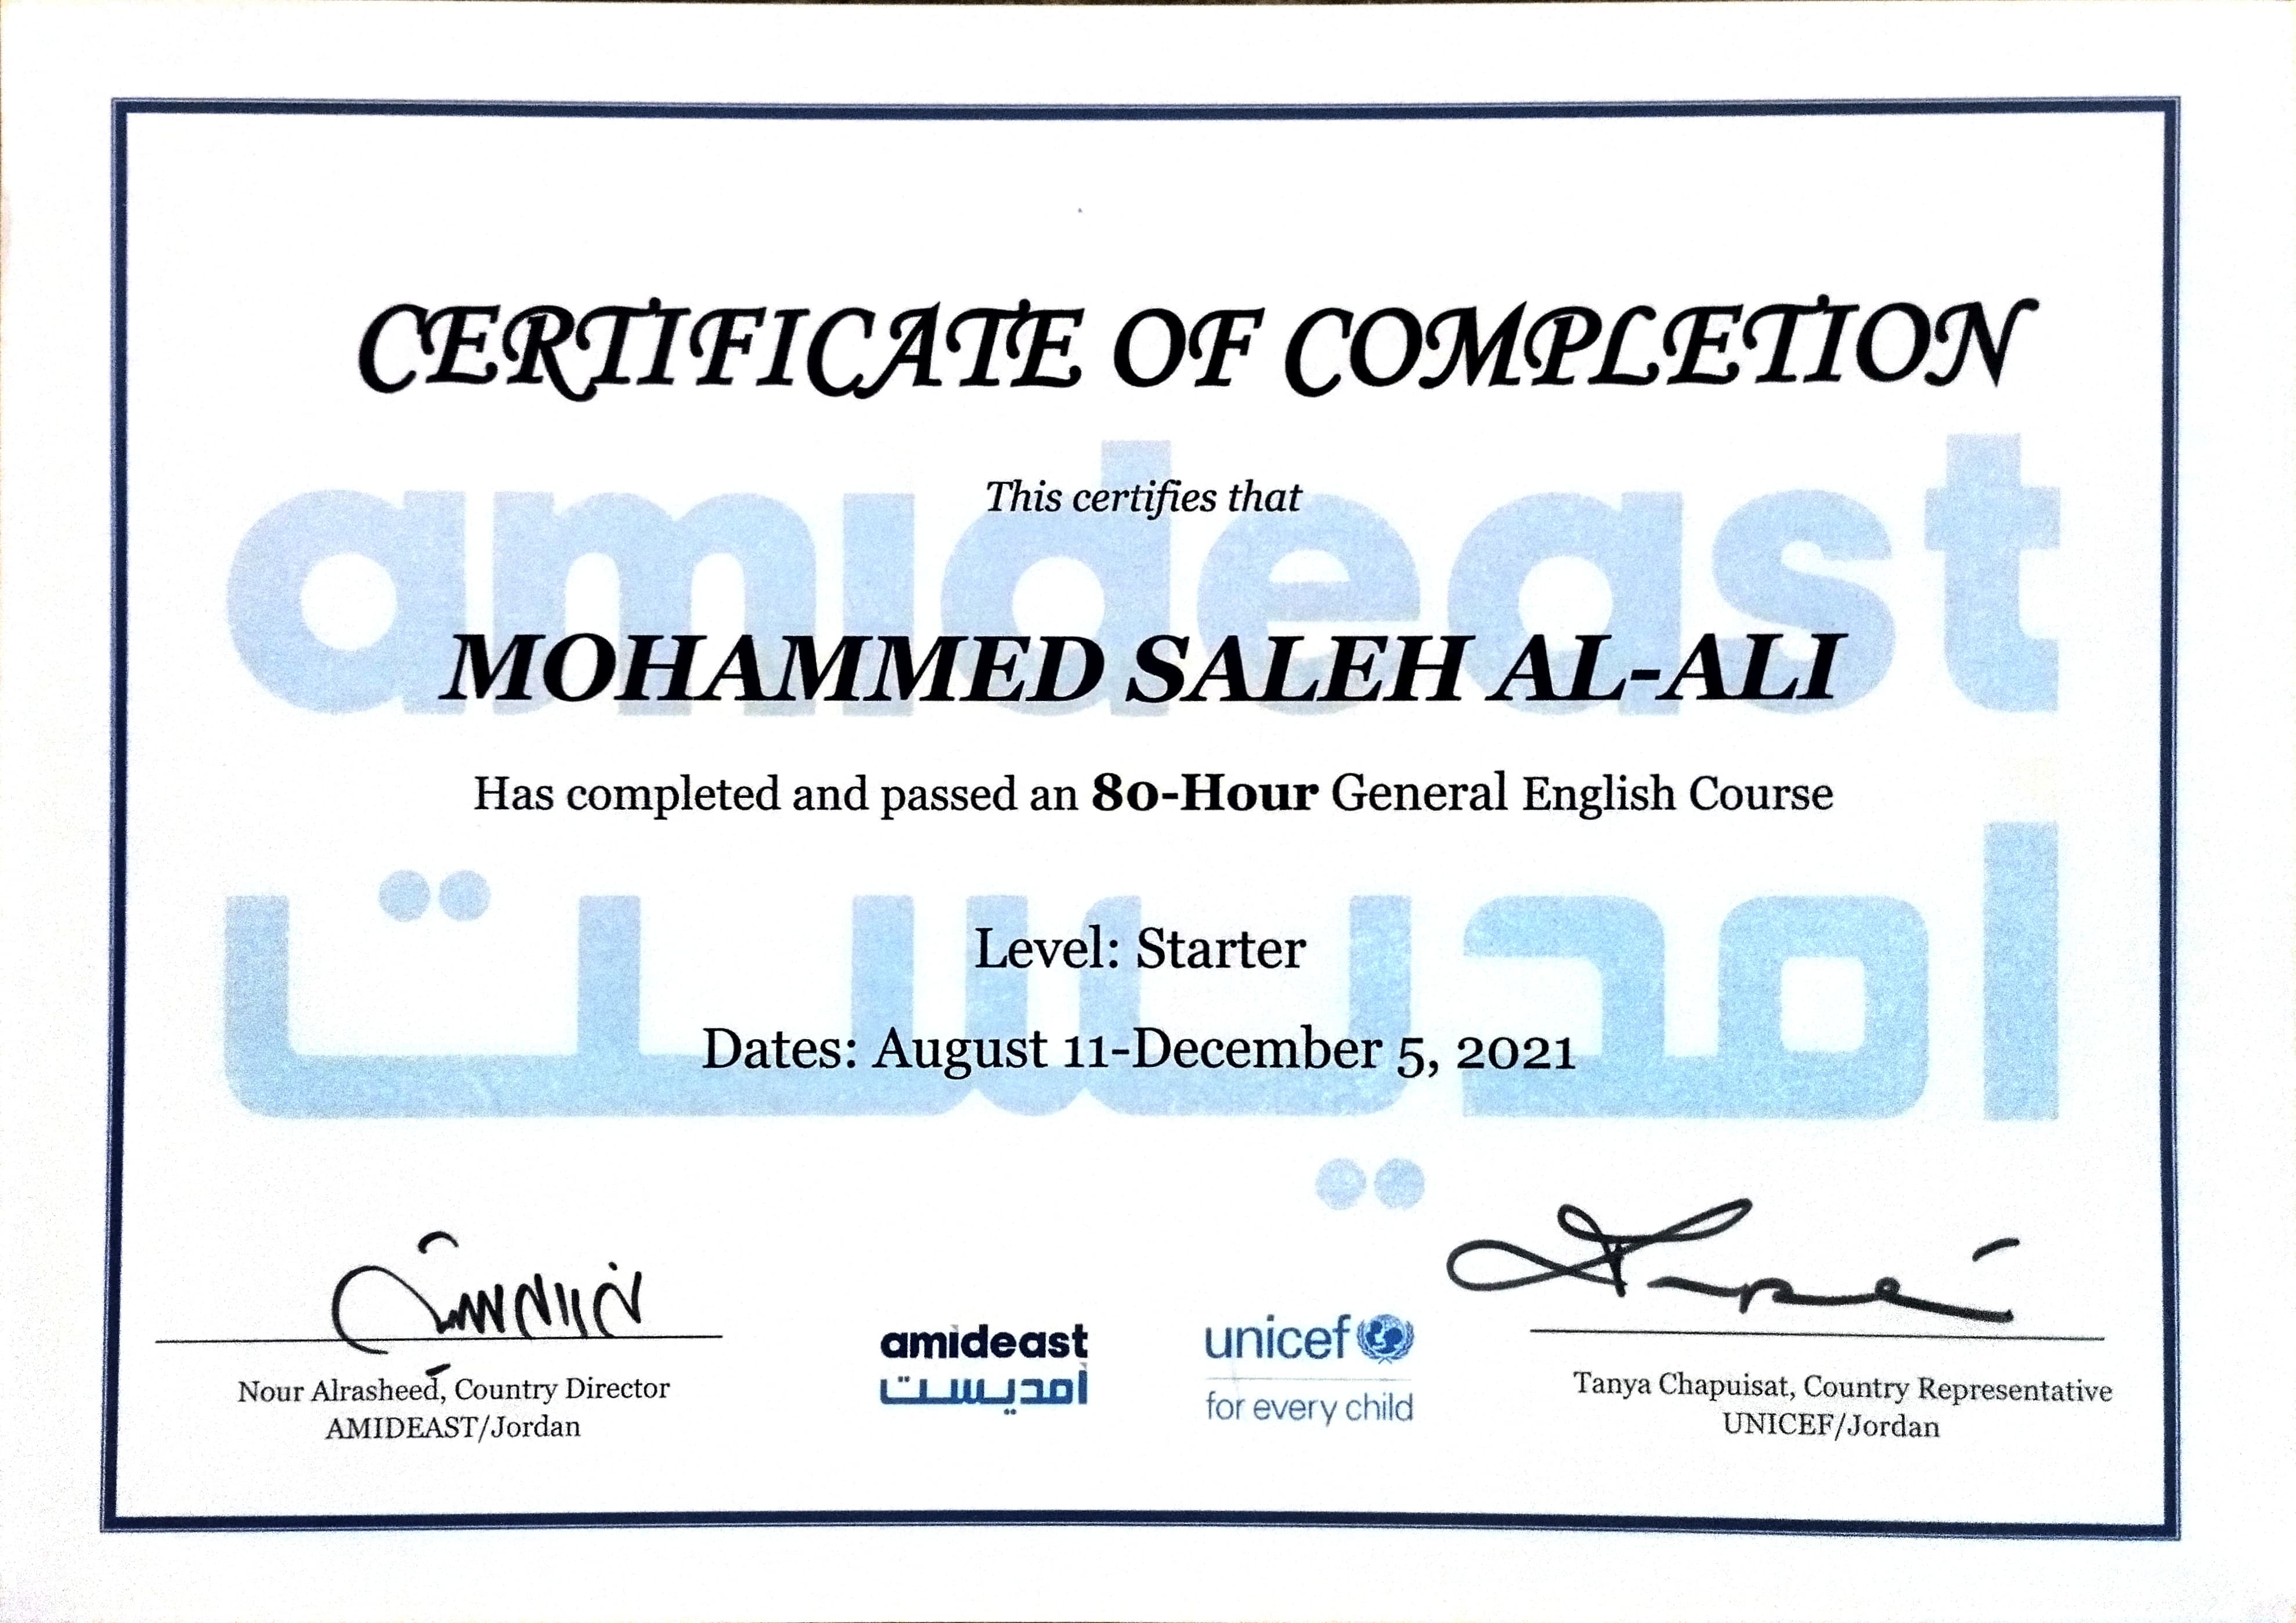 CERTIFICATE OF COMPLETION
amideast
This certifies that
MOHAMMED SALEH AL-ALI
Has completed and passed an 80-Hour General English Course
امديست
Level: Starter
Dates: August 11-December 5, 2021
Nour Alrasheed, Country Director
AMIDEAST/Jordan
amideast
امديست
unicef
for every child
Tanya Chapuisat, Country Representative
UNICEF/Jordan